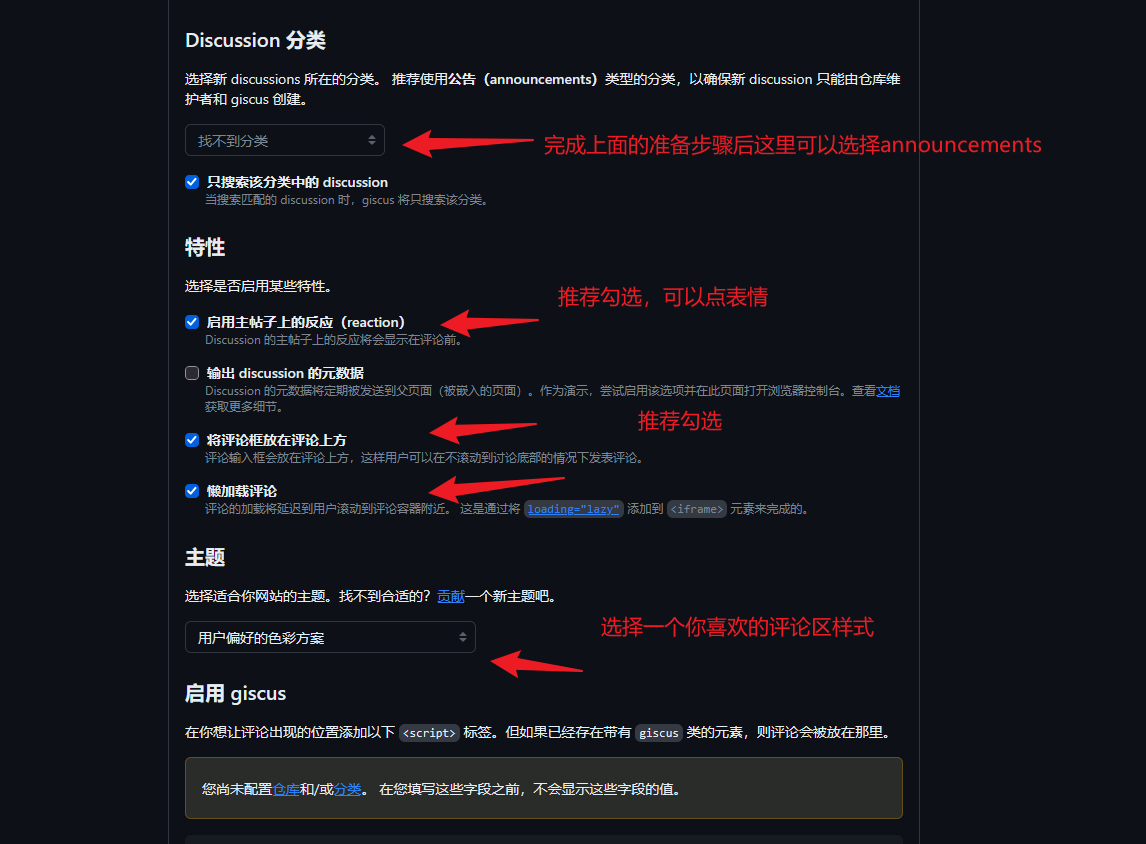 Discussion 分类
选择新 discussions 所在的分类。 推荐使用公告（announcements）类型的分类，以确保新 discussion 只能由仓库维
护者和 giscus 创建。
找不到分类
完成上面的准备步骤后这里可以选择announcements
只搜索该分类中的 discussion
当搜索匹配的 discussion 时，giscus 将只搜索该分类。
特性
选择是否启用某些特性。
推荐勾选，可以点表情
启用主帖子上的反应（reaction）
Discussion 的主帖子上的反应将会显示在评论前。
输出 discussion 的元数据
Discussion 的元数据将定期被发送到父页面（被嵌入的页面）。作为演示，尝试启用该选项并在此页面打开浏览器控制台。查看文档
获取更多细节。
推荐勾选
将评论框放在评论上方
评论输入框会放在评论上方，这样用户可以在不滚动到讨论底部的情况下发表评论。
懒加载评论
评论的加载将延迟到用户滚动到评论容器附近。 这是通过将 loading="lazy" 添加到 <iframe> 元素来完成的。
主题
选择适合你网站的主题。找不到合适的？贡献一个新主题吧。
选择一个你喜欢的评论区样式
用户偏好的色彩方案
启用 giscus
在你想让评论出现的位置添加以下 <script> 标签。但如果已经存在带有 giscus 类的元素，则评论会被放在那里。
您尚未配置仓库和/或分类。 在您填写这些字段之前，不会显示这些字段的值。